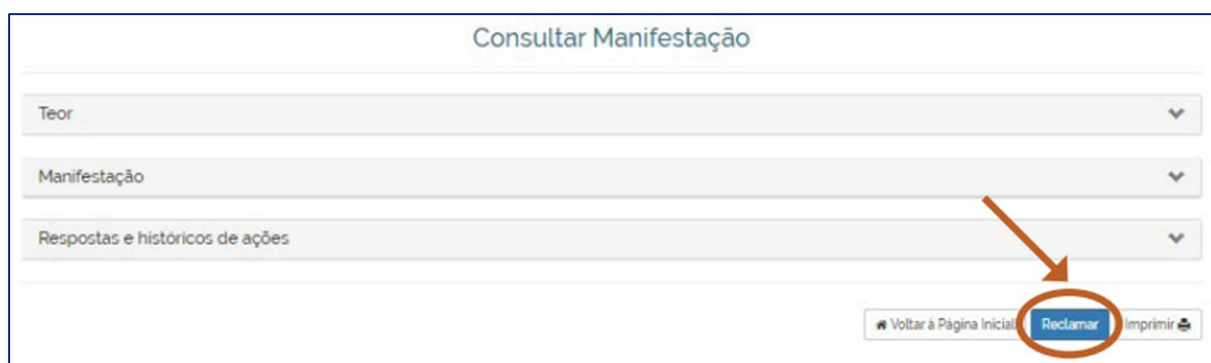 Consultar Manifestação
Teor
Manifestação
Respostas e históricos de ações
Voltar à Página Inicial Reclamar Imprimir